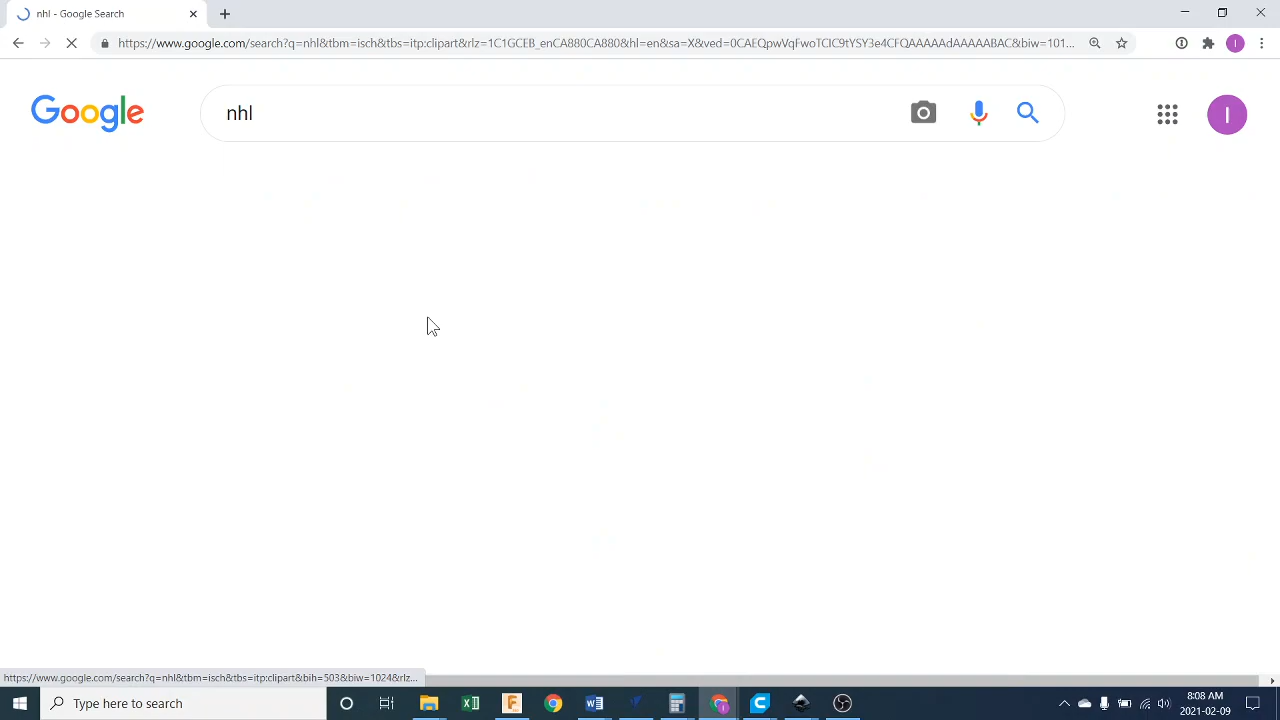 nhl - Google Search
https://www.google.com/search?q=nhl&tbm=isch&tbs=itp:clipart&rlz=1C1GCEB_enCA880CA880&hl=en&sa=X&ved=0CAEQpwVqFwoTCIC9tYSY3e4CFQAAAAAdAAAAABAC&biw=101...
I
Google
nhl
I
https://www.google.com/search?q=nhl&tbm=isch&tbs=itp:clipart&bih=503&biw=1024&rlz...
Type here to search
8:08 AM
2021-02-09